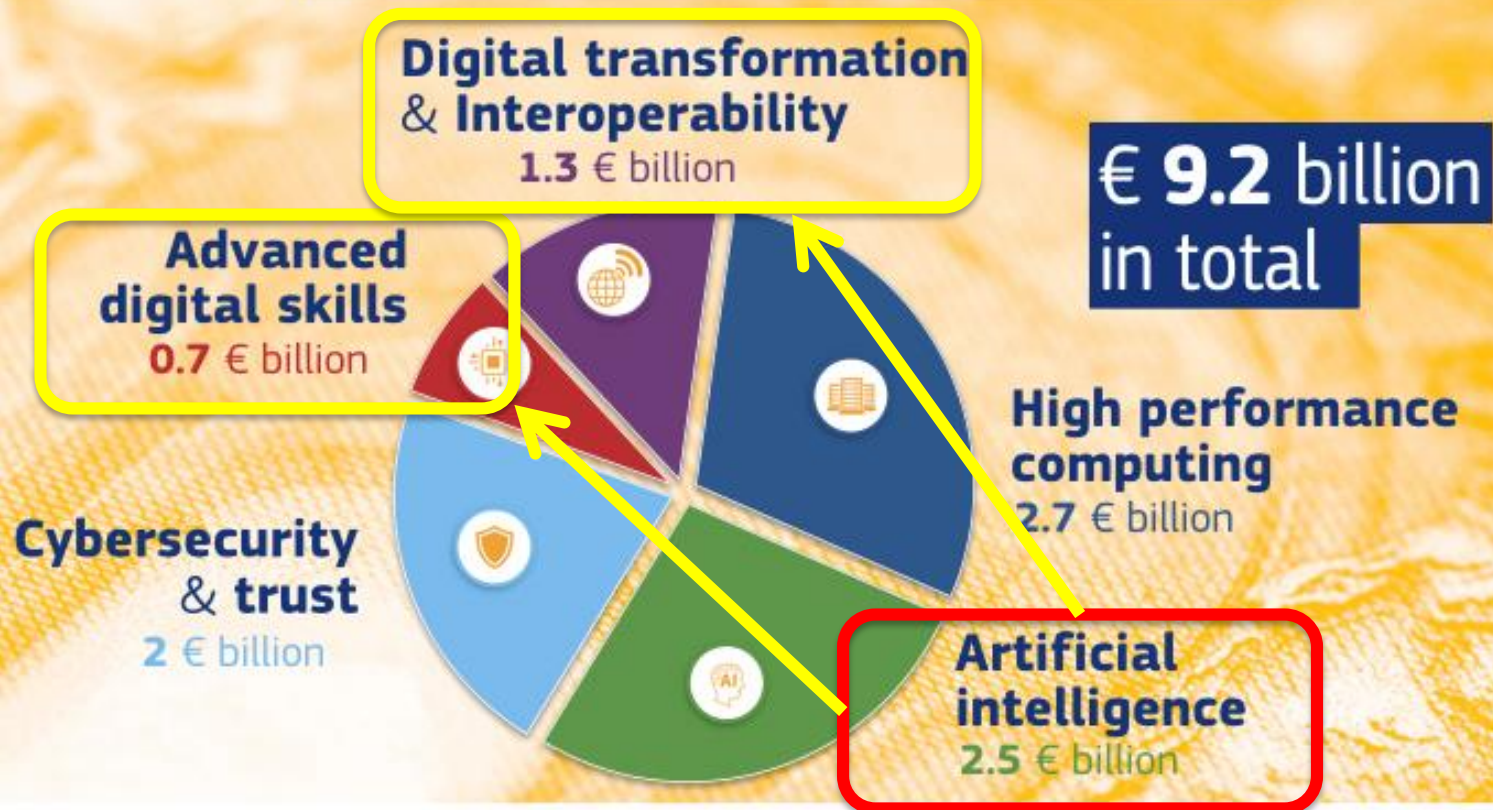 Digital transformation
& Interoperability
1.3 € billion
€ 9.2 billion
in total
Advanced
digital skills
0.7 € billion
High performance
computing
2.7 € billion
Cybersecurity
& trust
2 € billion
AI
Artificial
intelligence
2.5 € billion